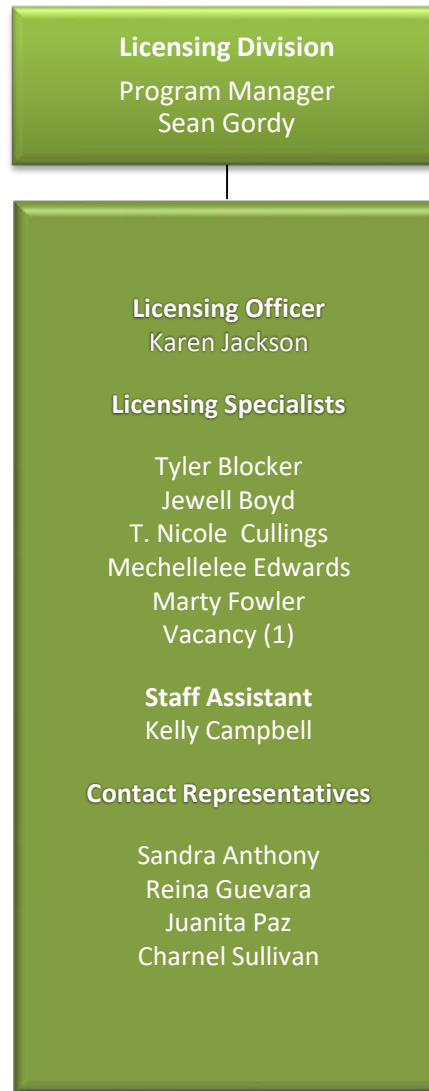 Licensing Division
Program Manager
Sean Gordy
Licensing Officer
Karen Jackson
Licensing Specialists
Tyler Blocker
Jewell Boyd
T. Nicole  Cullings
Mechellelee Edwards
Marty Fowler
Vacancy (1)
Staff Assistant
Kelly Campbell
Contact Representatives
Sandra Anthony
Reina Guevara
Juanita Paz
Charnel Sullivan